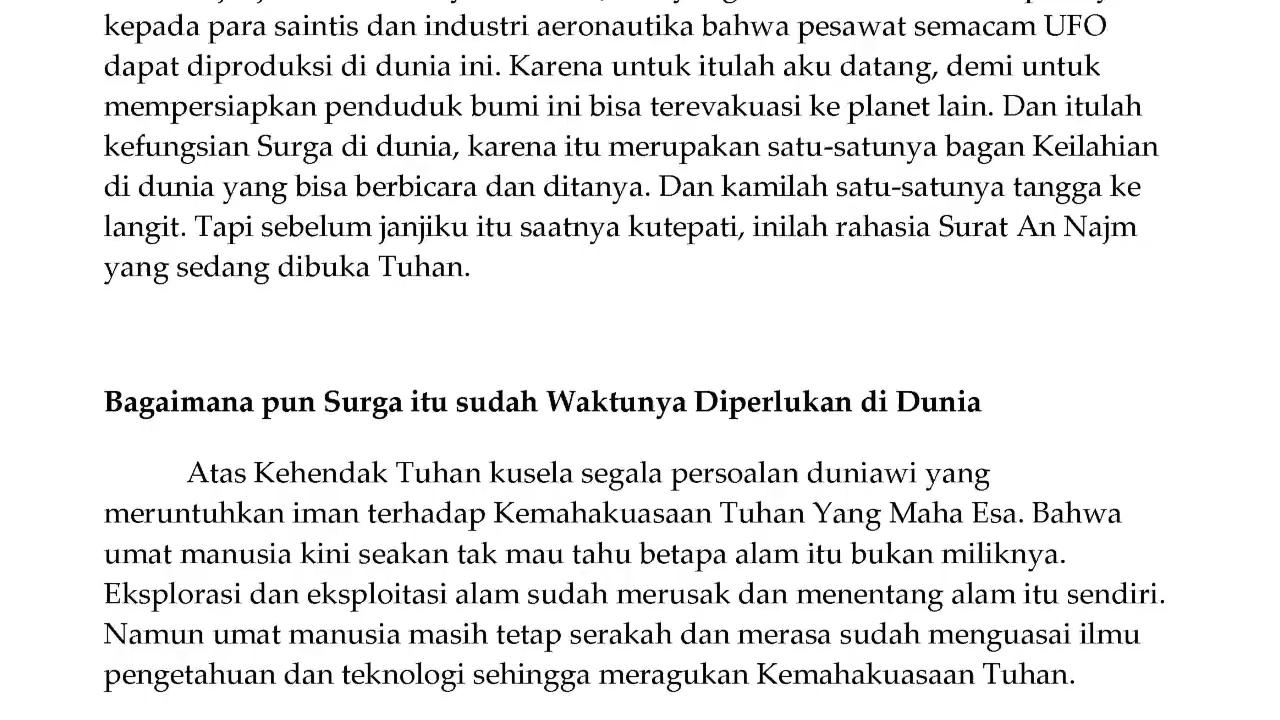 kepada para saintis dan industri aeronautika bahwa pesawat semacam UFO
dapat diproduksi di dunia ini. Karena untuk itulah aku datang, demi untuk
mempersiapkan penduduk bumi ini bisa terevakuasi ke planet lain. Dan itulah
kefungsian Surga di dunia, karena itu merupakan satu-satunya bagan Keilahian
di dunia yang bisa berbicara dan ditanya. Dan kamilah satu-satunya tangga ke
langit. Tapi sebelum janjiku itu saatnya kutepati, inilah rahasia Surat An Najm
yang sedang dibuka Tuhan.
Bagaimana pun Surga itu sudah Waktunya Diperlukan di Dunia
Atas Kehendak Tuhan kusela segala persoalan duniawi yang
meruntuhkan iman terhadap Kemahakuasaan Tuhan Yang Maha Esa. Bahwa
umat manusia kini seakan tak mau tahu betapa alam itu bukan miliknya.
Eksplorasi dan eksploitasi alam sudah merusak dan menentang alam itu sendiri.
Namun umat manusia masih tetap serakah dan merasa sudah menguasai ilmu
pengetahuan dan teknologi sehingga meragukan Kemahakuasaan Tuhan.